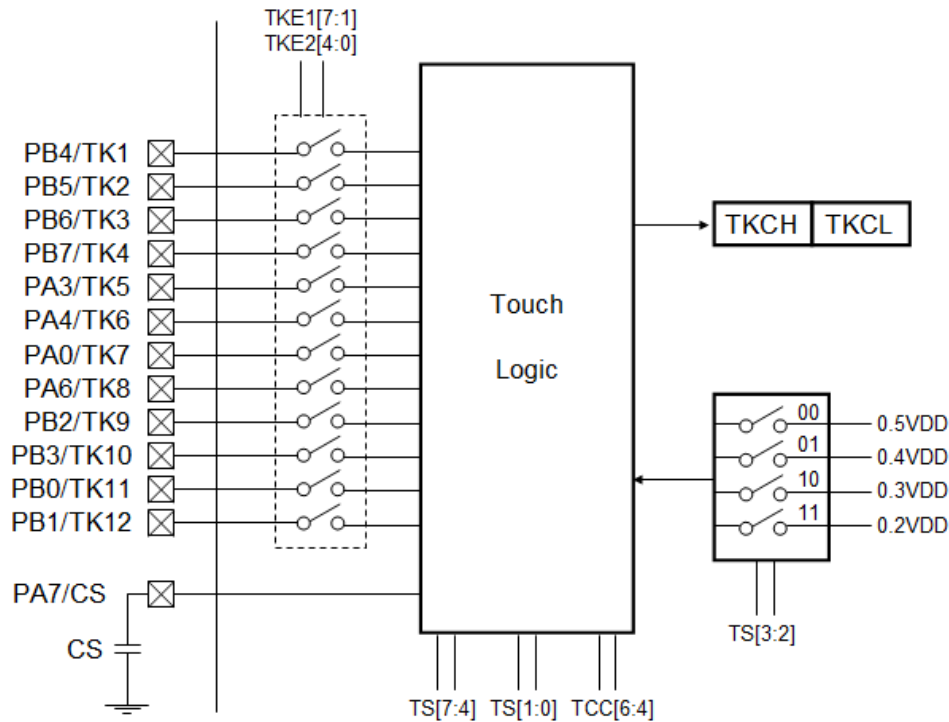 TKE1[7:1]
TKE2[4:0]
PB4/TK1
PB5/TK2
PB6/TK3
PB7/TK4
PA3/TK5
PA4/TK6
PA0/TK7
PA6/TK8
PB2/TK9
PB3/TK10
PB0/TK11
PB1/TK12
PA7/CS
CS
Touch
Logic
TKCH TKCL
00 0.5VDD
01 0.4VDD
10 0.3VDD
11 0.2VDD
TS[3:2]
TS[7:4] TS[1:0] TCC[6:4]